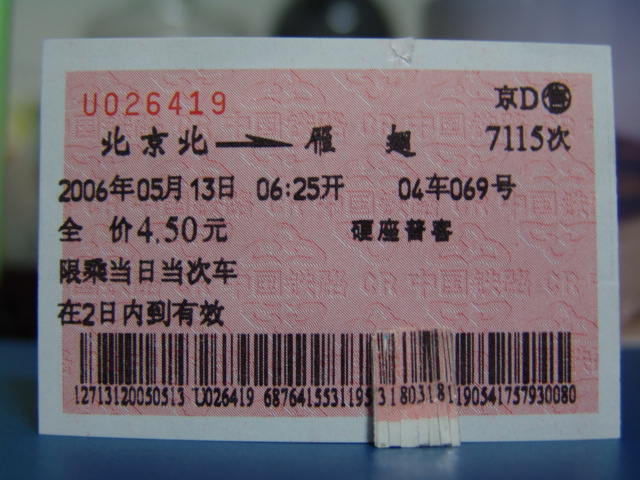 U026419 京D售
北京北 雁 翅 7115次
2006年05月13日 06:25开 04车069号
全 价4.50元 硬座普客
限乘当日当次车
在2日内到有效
12713120050513 U026419 6876415531195 3180318 1190541757930080